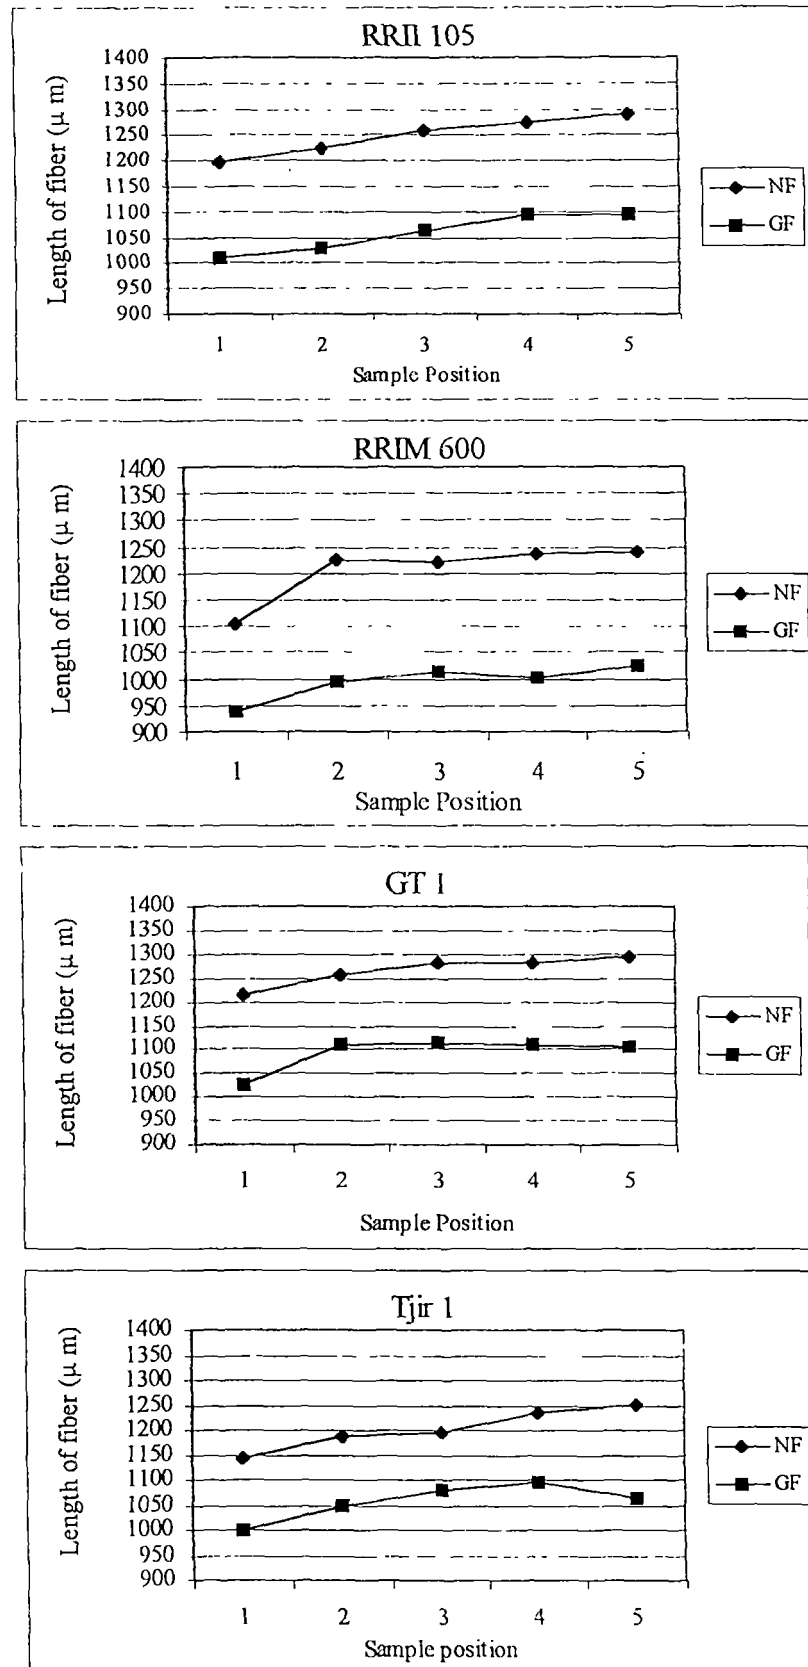 RRII 105
Length of fiber (μ m)
1400
1350
1300
1250
1200
1150
1100
1050
1000
950
900
1 2 3 4 5
Sample Position
NF
GF
RRIM 600
Length of fiber (μ m)
1400
1350
1300
1250
1200
1150
1100
1050
1000
950
900
1 2 3 4 5
Sample Position
NF
GF
GT 1
Length of fiber (μ m)
1400
1350
1300
1250
1200
1150
1100
1050
1000
950
900
1 2 3 4 5
Sample Position
NF
GF
Tjir 1
Length of fiber (μ m)
1400
1350
1300
1250
1200
1150
1100
1050
1000
950
900
1 2 3 4 5
Sample position
NF
GF